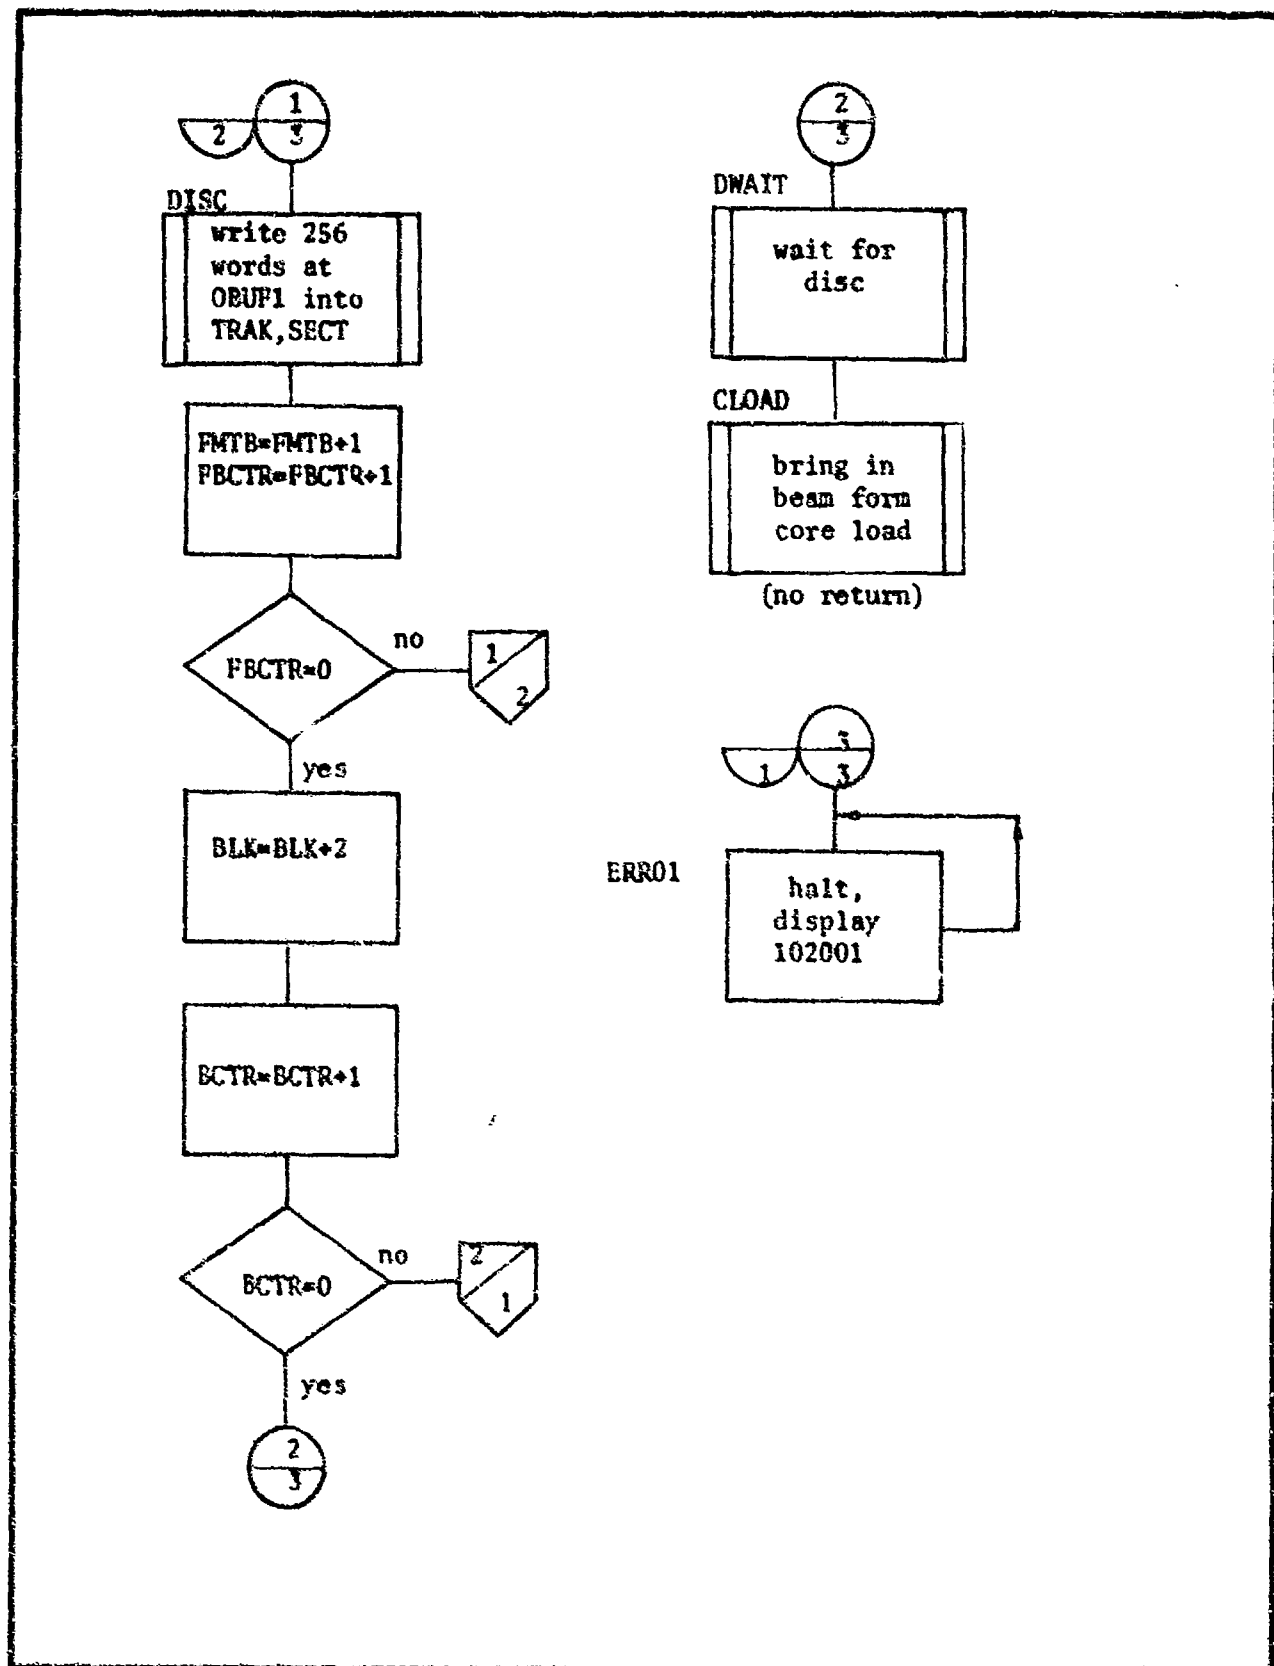 1
2
3
DISC
write 256
words at
OBUF1 into
TRAK,SECT
FMTB=FMTB+1
FBCTR=FBCTR+1
FBCTR=0
no
1
2
yes
BLK=BLK+2
BCTR=BCTR+1
BCTR=0
no
2
1
yes
2
3
2
3
DWAIT
wait for
disc
CLOAD
bring in
beam form
core load
(no return)
3
1
3
ERR01
halt,
display
102001